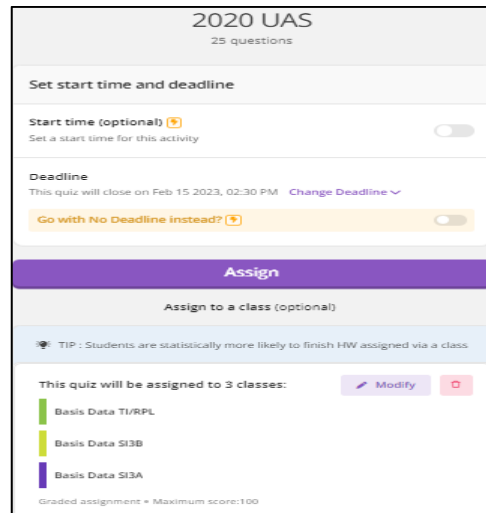 2020 UAS
25 questions
Set start time and deadline
Start time (optional)
Set a start time for this activity
Deadline
This quiz will close on Feb 15 2023, 02:30 PM Change Deadline
Go with No Deadline instead?
Assign
Assign to a class (optional)
TIP : Students are statistically more likely to finish HW assigned via a class
This quiz will be assigned to 3 classes: Modify
Basis Data TI/RPL
Basis Data SI3B
Basis Data SI3A
Graded assignment • Maximum score:100